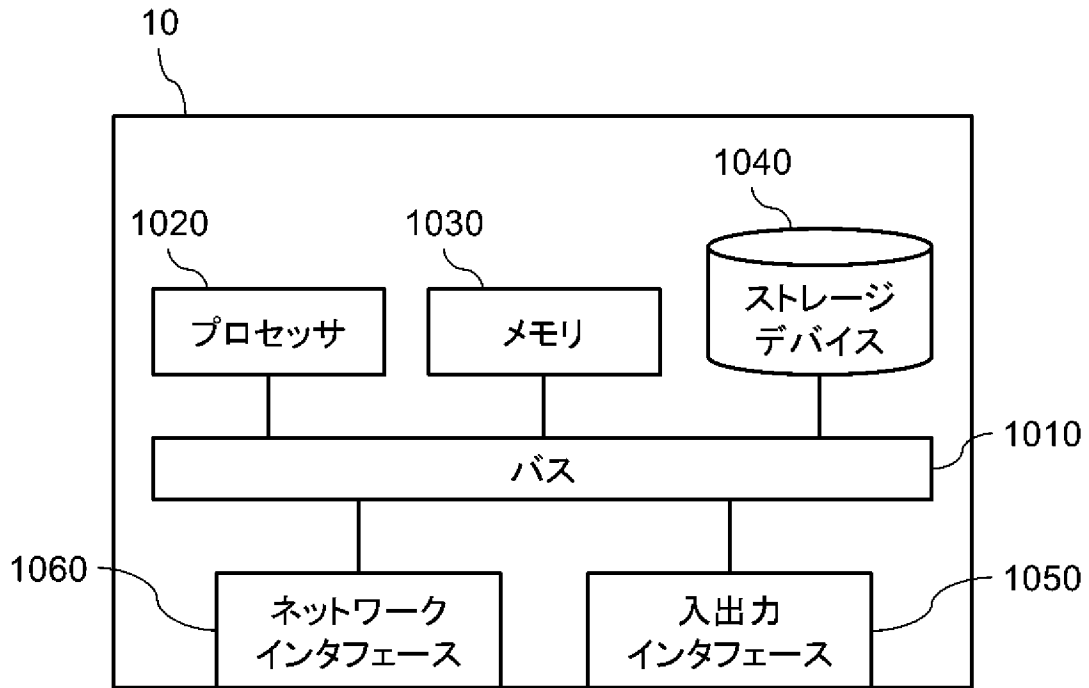 10
1040
1020
1030
ストレージ
デバイス
プロセッサ
メモリ
1010
バス
1060
1050
ネットワーク
インタフェース
入出力
インタフェース